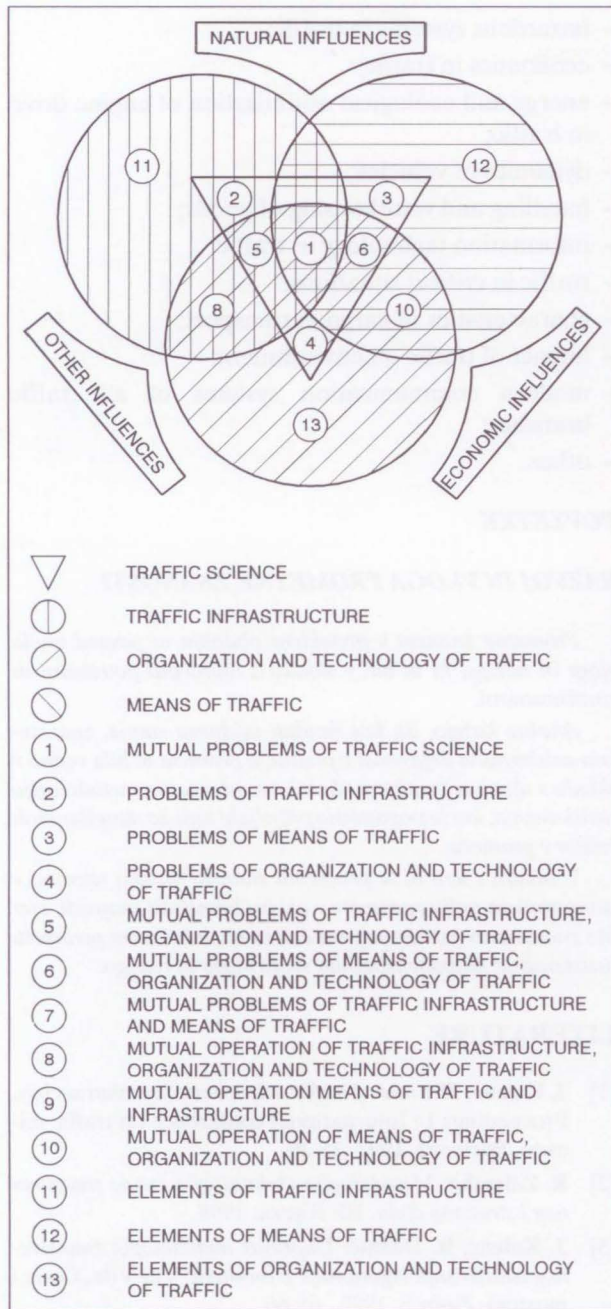 NATURAL INFLUENCES
11
12
2
3
5
1
6
8
10
4
13
OTHER INFLUENCES
ECONOMIC INFLUENCES
TRAFFIC SCIENCE
TRAFFIC INFRASTRUCTURE
ORGANIZATION AND TECHNOLOGY OF TRAFFIC
MEANS OF TRAFFIC
1 MUTUAL PROBLEMS OF TRAFFIC SCIENCE
2 PROBLEMS OF TRAFFIC INFRASTRUCTURE
3 PROBLEMS OF MEANS OF TRAFFIC
4 PROBLEMS OF ORGANIZATION AND TECHNOLOGY
OF TRAFFIC
5 MUTUAL PROBLEMS OF TRAFFIC INFRASTRUCTURE,
ORGANIZATION AND TECHNOLOGY OF TRAFFIC
6 MUTUAL PROBLEMS OF MEANS OF TRAFFIC,
ORGANIZATION AND TECHNOLOGY OF TRAFFIC
7 MUTUAL PROBLEMS OF TRAFFIC INFRASTRUCTURE
AND MEANS OF TRAFFIC
8 MUTUAL OPERATION OF TRAFFIC INFRASTRUCTURE,
ORGANIZATION AND TECHNOLOGY OF TRAFFIC
9 MUTUAL OPERATION MEANS OF TRAFFIC AND
INFRASTRUCTURE
10 MUTUAL OPERATION OF MEANS OF TRAFFIC,
ORGANIZATION AND TECHNOLOGY OF TRAFFIC
11 ELEMENTS OF TRAFFIC INFRASTRUCTURE
12 ELEMENTS OF MEANS OF TRAFFIC
13 ELEMENTS OF ORGANIZATION AND TECHNOLOGY
OF TRAFFIC